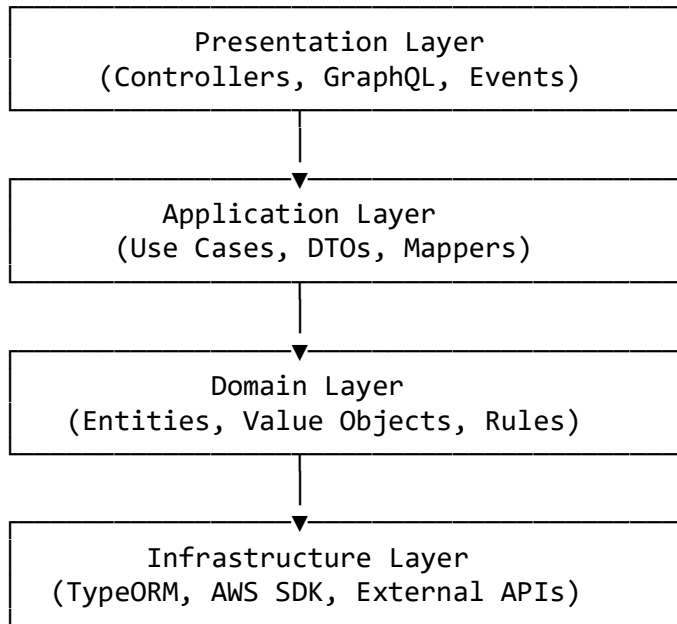 Presentation Layer
(Controllers, GraphQL, Events)
Application Layer
(Use Cases, DTOs, Mappers)
Domain Layer
(Entities, Value Objects, Rules)
Infrastructure Layer
(TypeORM, AWS SDK, External APIs)